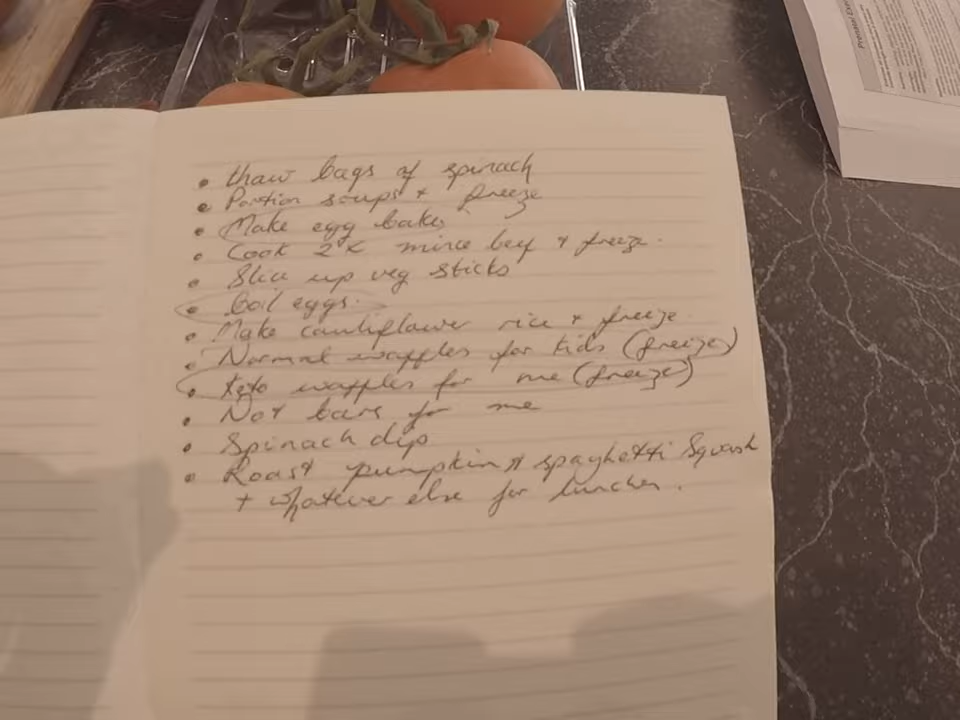 • thaw bags of spinach
• Portion soups + freeze
• Make egg bakes
• Cook 2K mince beef + freeze.
• Slice up veg sticks
• Boil eggs.
• Make cauliflower rice + freeze.
• Normal waffles for kids (freeze)
• Keto waffles for me (freeze)
• Nut bars for me
• Spinach dip
• Roast pumpkin + spaghetti squash
+ whatever else for lunches.